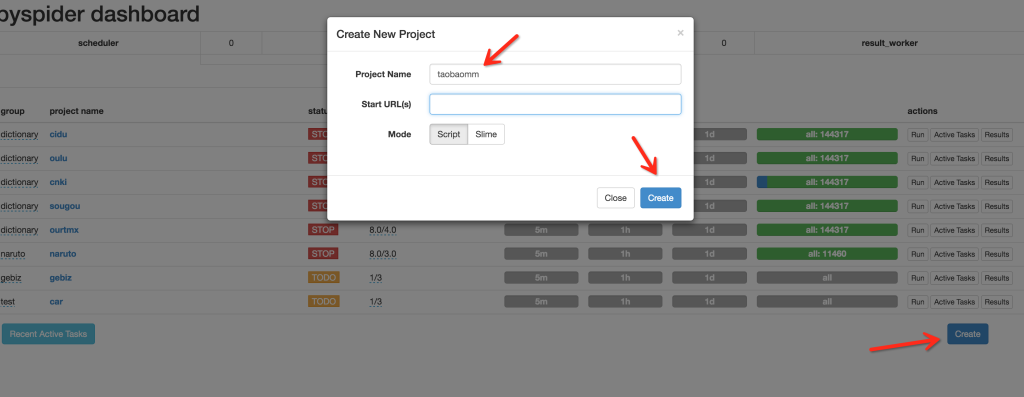 pyspider dashboard
scheduler 0 0 result_worker
Create New Project ×
Project Name taobaomm
Start URL(s)
Mode Script Slime
Close Create
group project name actions
dictionary cidu 1d all: 144317 Run Active Tasks Results
dictionary oulu 1d all: 144317 Run Active Tasks Results
dictionary cnki 1d all: 144317 Run Active Tasks Results
dictionary sougou 1d all: 144317 Run Active Tasks Results
dictionary ourtmx STOP 8.0/4.0 5m 1h 1d all: 144317 Run Active Tasks Results
naruto naruto STOP 8.0/3.0 5m 1h 1d all: 11460 Run Active Tasks Results
gebiz gebiz TODO 1/3 5m 1h 1d all Run Active Tasks Results
test car TODO 1/3 5m 1h 1d all Run Active Tasks Results
Recent Active Tasks Create